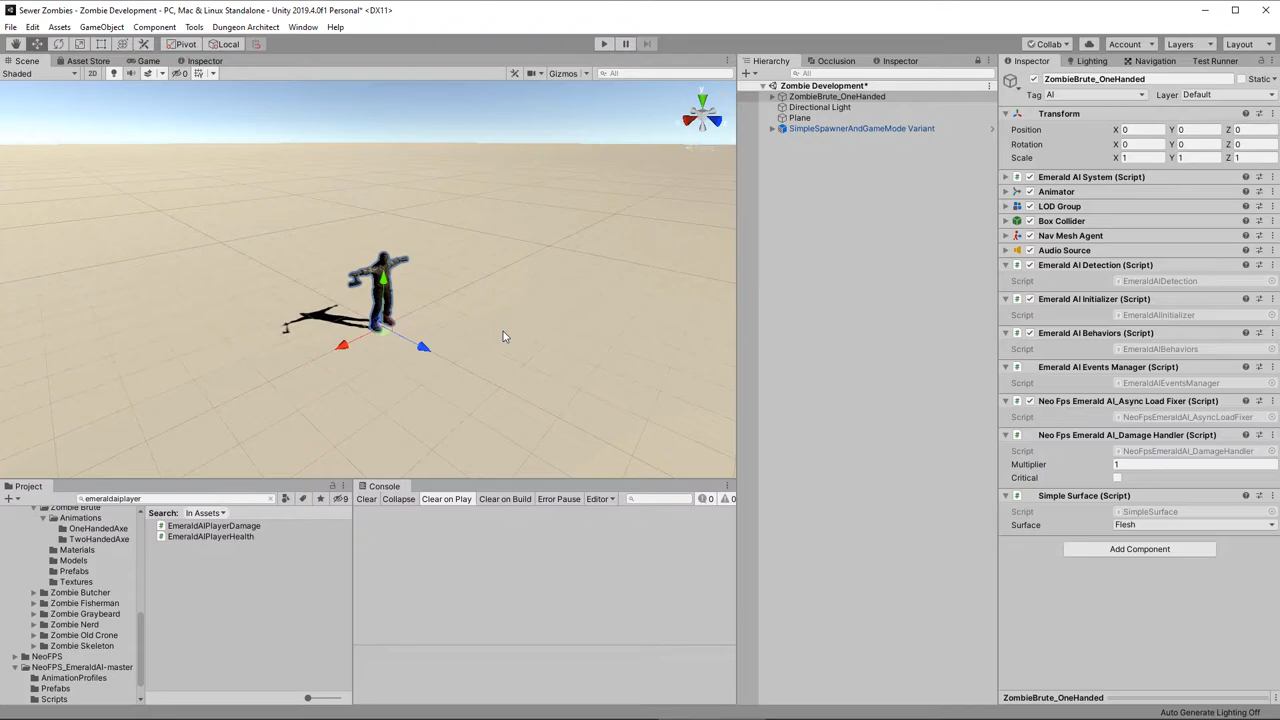 Sewer Zombies - Zombie Development - PC, Mac & Linux Standalone - Unity 2019.4.0f1 Personal* <DX11>
File Edit Assets GameObject Component Tools Dungeon Architect Window Help
Pivot Local Collab Account Layers Layout
Scene Asset Store Game Inspector
Shaded 2D 0 Gizmos All
Hierarchy Occlusion Inspector
All
Zombie Development*
ZombieBrute_OneHanded
Directional Light
Plane
SimpleSpawnerAndGameMode Variant
Inspector Lighting Navigation Test Runner
ZombieBrute_OneHanded Static
Tag AI Layer Default
Transform
Position X 0 Y 0 Z 0
Rotation X 0 Y 0 Z 0
Scale X 1 Y 1 Z 1
Emerald AI System (Script)
Animator
LOD Group
Box Collider
Nav Mesh Agent
Audio Source
Emerald AI Detection (Script)
Script EmeraldAIDetection
Emerald AI Initializer (Script)
Script EmeraldAIInitializer
Emerald AI Behaviors (Script)
Script EmeraldAIBehaviors
Emerald AI Events Manager (Script)
Script EmeraldAIEventsManager
Neo Fps Emerald AI_Async Load Fixer (Script)
Script NeoFpsEmeraldAI_AsyncLoadFixer
Neo Fps Emerald AI_Damage Handler (Script)
Script NeoFpsEmeraldAI_DamageHandler
Multiplier 1
Critical
Simple Surface (Script)
Script SimpleSurface
Surface Flesh
Add Component
Project
emeraldaiplayer 9
Zombie Brute
Animations
OneHandedAxe
TwoHandedAxe
Materials
Models
Prefabs
Textures
Zombie Butcher
Zombie Fisherman
Zombie Graybeard
Zombie Nerd
Zombie Old Crone
Zombie Skeleton
NeoFPS
NeoFPS_EmeraldAI-master
AnimationProfiles
Prefabs
Scripts
Search: In Assets
EmeraldAIPlayerDamage
EmeraldAIPlayerHealth
Console
Clear Collapse Clear on Play Clear on Build Error Pause Editor 0 0
ZombieBrute_OneHanded
Auto Generate Lighting Off